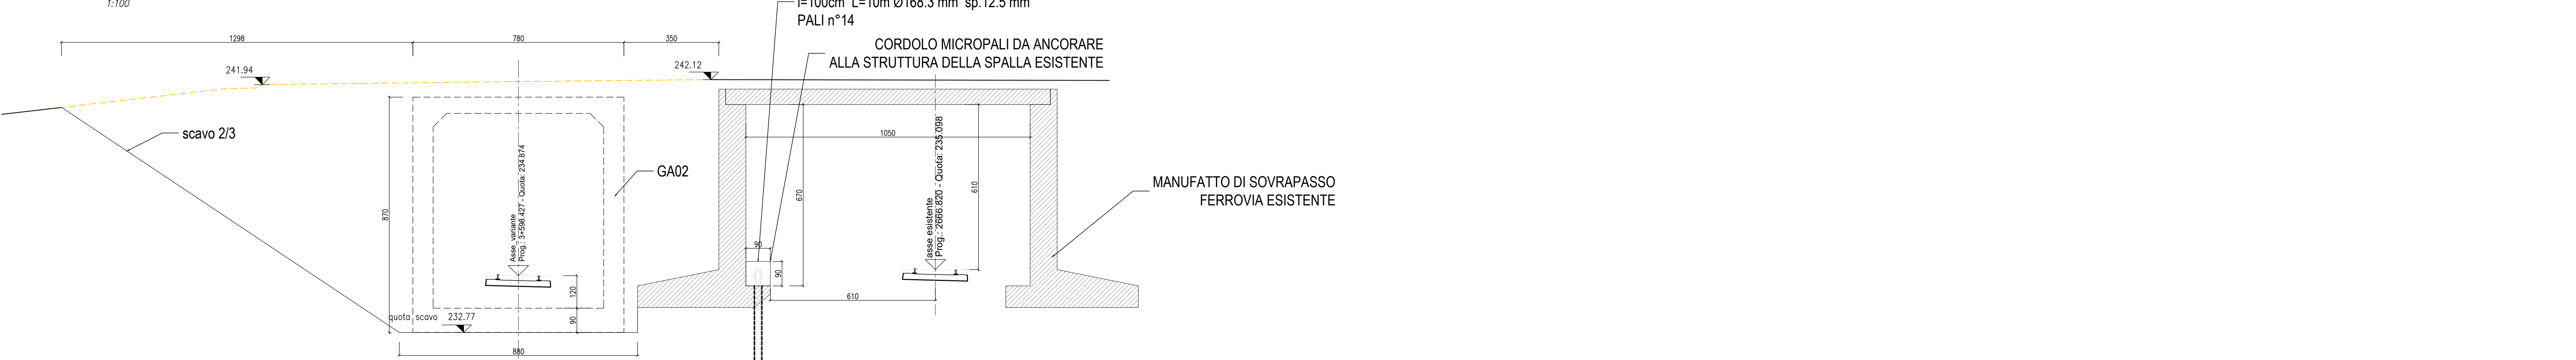 1:100
i=100cm L=10m Ø168.3 mm sp.12.5 mm
PALI n°14
1298
780
350
CORDOLO MICROPALI DA ANCORARE
ALLA STRUTTURA DELLA SPALLA ESISTENTE
241.94
242.12
scavo 2/3
1050
GA02
MANUFATTO DI SOVRAPASSO
FERROVIA ESISTENTE
870
Asse_variante
Prog.: 3+598.427 - Quota: 234.874
670
asse esistente
Prog.: 2+666.820 - Quota: 235.098
610
90
90
120
610
quota scavo 232.77
90
880